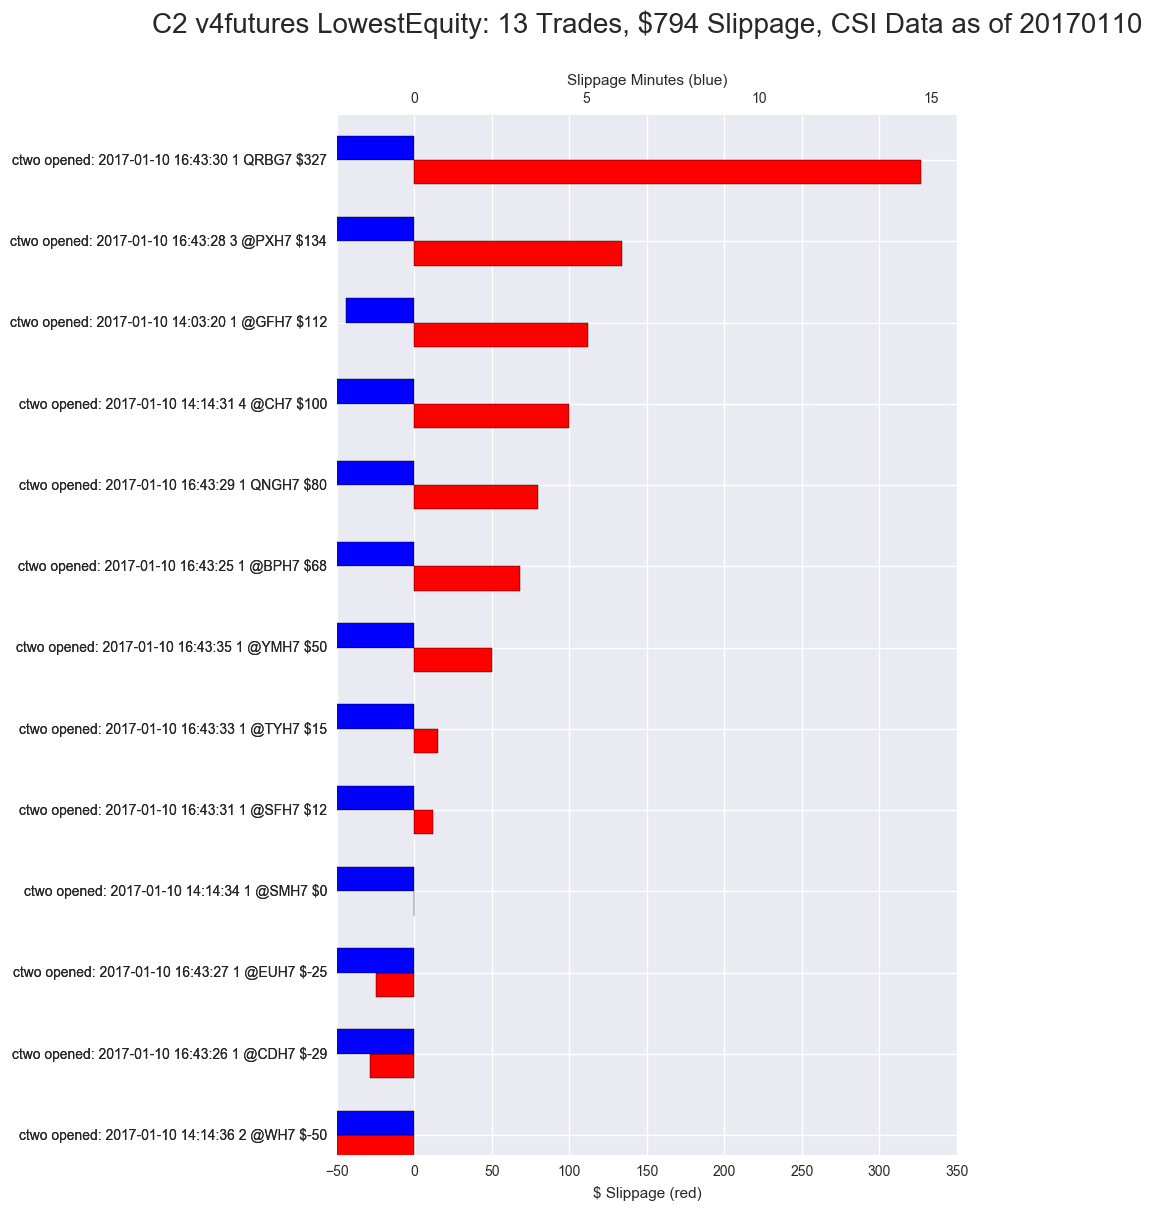 C2 v4futures LowestEquity: 13 Trades, $794 Slippage, CSI Data as of 20170110
Slippage Minutes (blue)
0 5 10 15
ctwo opened: 2017-01-10 16:43:30 1 QRBG7 $327
ctwo opened: 2017-01-10 16:43:28 3 @PXH7 $134
ctwo opened: 2017-01-10 14:03:20 1 @GFH7 $112
ctwo opened: 2017-01-10 14:14:31 4 @CH7 $100
ctwo opened: 2017-01-10 16:43:29 1 QNGH7 $80
ctwo opened: 2017-01-10 16:43:25 1 @BPH7 $68
ctwo opened: 2017-01-10 16:43:35 1 @YMH7 $50
ctwo opened: 2017-01-10 16:43:33 1 @TYH7 $15
ctwo opened: 2017-01-10 16:43:31 1 @SFH7 $12
ctwo opened: 2017-01-10 14:14:34 1 @SMH7 $0
ctwo opened: 2017-01-10 16:43:27 1 @EUH7 $-25
ctwo opened: 2017-01-10 16:43:26 1 @CDH7 $-29
ctwo opened: 2017-01-10 14:14:36 2 @WH7 $-50
−50 0 50 100 150 200 250 300 350
$ Slippage (red)